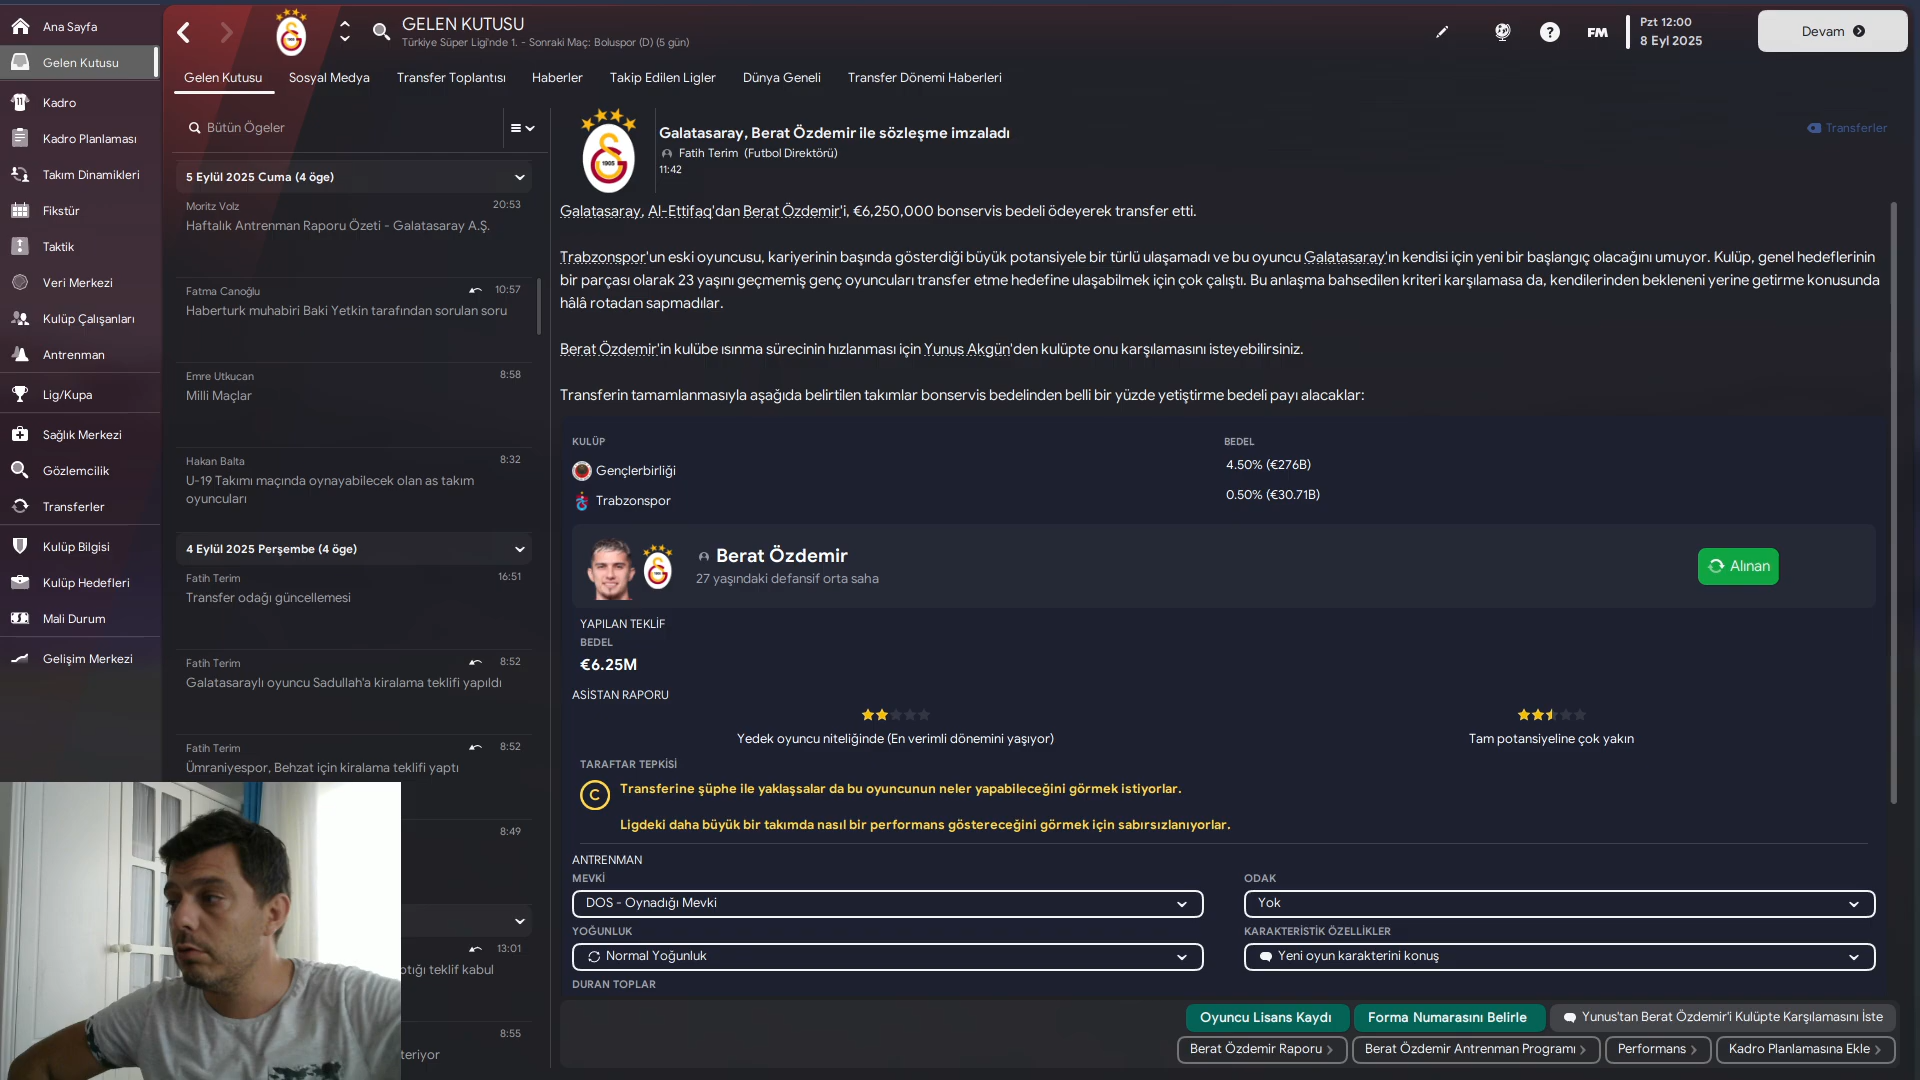 Ana Sayfa
Gelen Kutusu
Kadro
Kadro Planlaması
Takım Dinamikleri
Fikstür
Taktik
Veri Merkezi
Kulüp Çalışanları
Antrenman
Lig/Kupa
Sağlık Merkezi
Gözlemcilik
Transferler
Kulüp Bilgisi
Kulüp Hedefleri
Mali Durum
Gelişim Merkezi
GELEN KUTUSU
Türkiye Süper Ligi'nde 1. - Sonraki Maç: Boluspor (D) (5 gün)
FM
Pzt 12:00
8 Eyl 2025
Devam
Gelen Kutusu Sosyal Medya Transfer Toplantısı Haberler Takip Edilen Ligler Dünya Geneli Transfer Dönemi Haberleri
Bütün Ögeler
5 Eylül 2025 Cuma (4 öge)
Moritz Volz 20:53
Haftalık Antrenman Raporu Özeti - Galatasaray A.Ş.
Fatma Canoğlu 10:57
Haberturk muhabiri Baki Yetkin tarafından sorulan soru
Emre Utkucan 8:58
Milli Maçlar
Hakan Balta 8:32
U-19 Takımı maçında oynayabilecek olan as takım
oyuncuları
4 Eylül 2025 Perşembe (4 öge)
Fatih Terim 16:51
Transfer odağı güncellemesi
Fatih Terim 8:52
Galatasaraylı oyuncu Sadullah'a kiralama teklifi yapıldı
Fatih Terim 8:52
Ümraniyespor, Behzat için kiralama teklifi yaptı
8:49
13:01
ptığı teklif kabul
8:55
teriyor
1905
Galatasaray, Berat Özdemir ile sözleşme imzaladı
Fatih Terim (Futbol Direktörü)
11:42
Transferler
Galatasaray, Al-Ettifaq'dan Berat Özdemir'i, €6,250,000 bonservis bedeli ödeyerek transfer etti.
Trabzonspor'un eski oyuncusu, kariyerinin başında gösterdiği büyük potansiyele bir türlü ulaşamadı ve bu oyuncu Galatasaray'ın kendisi için yeni bir başlangıç olacağını umuyor. Kulüp, genel hedeflerinin
bir parçası olarak 23 yaşını geçmemiş genç oyuncuları transfer etme hedefine ulaşabilmek için çok çalıştı. Bu anlaşma bahsedilen kriteri karşılamasa da, kendilerinden bekleneni yerine getirme konusunda
hâlâ rotadan sapmadılar.
Berat Özdemir'in kulübe ısınma sürecinin hızlanması için Yunus Akgün'den kulüpte onu karşılamasını isteyebilirsiniz.
Transferin tamamlanmasıyla aşağıda belirtilen takımlar bonservis bedelinden belli bir yüzde yetiştirme bedeli payı alacaklar:
KULÜP BEDEL
Gençlerbirliği 4.50% (€276B)
Trabzonspor 0.50% (€30.71B)
Berat Özdemir
27 yaşındaki defansif orta saha
Alınan
YAPILAN TEKLİF
BEDEL
€6.25M
ASİSTAN RAPORU
Yedek oyuncu niteliğinde (En verimli dönemini yaşıyor) Tam potansiyeline çok yakın
TARAFTAR TEPKİSİ
C
Transferine şüphe ile yaklaşsalar da bu oyuncunun neler yapabileceğini görmek istiyorlar.
Ligdeki daha büyük bir takımda nasıl bir performans göstereceğini görmek için sabırsızlanıyorlar.
ANTRENMAN
MEVKİ ODAK
DOS - Oynadığı Mevki Yok
YOĞUNLUK KARAKTERİSTİK ÖZELLİKLER
Normal Yoğunluk Yeni oyun karakterini konuş
DURAN TOPLAR
Oyuncu Lisans Kaydı Forma Numarasını Belirle Yunus'tan Berat Özdemir'i Kulüpte Karşılamasını İste
Berat Özdemir Raporu Berat Özdemir Antrenman Programı Performans Kadro Planlamasına Ekle